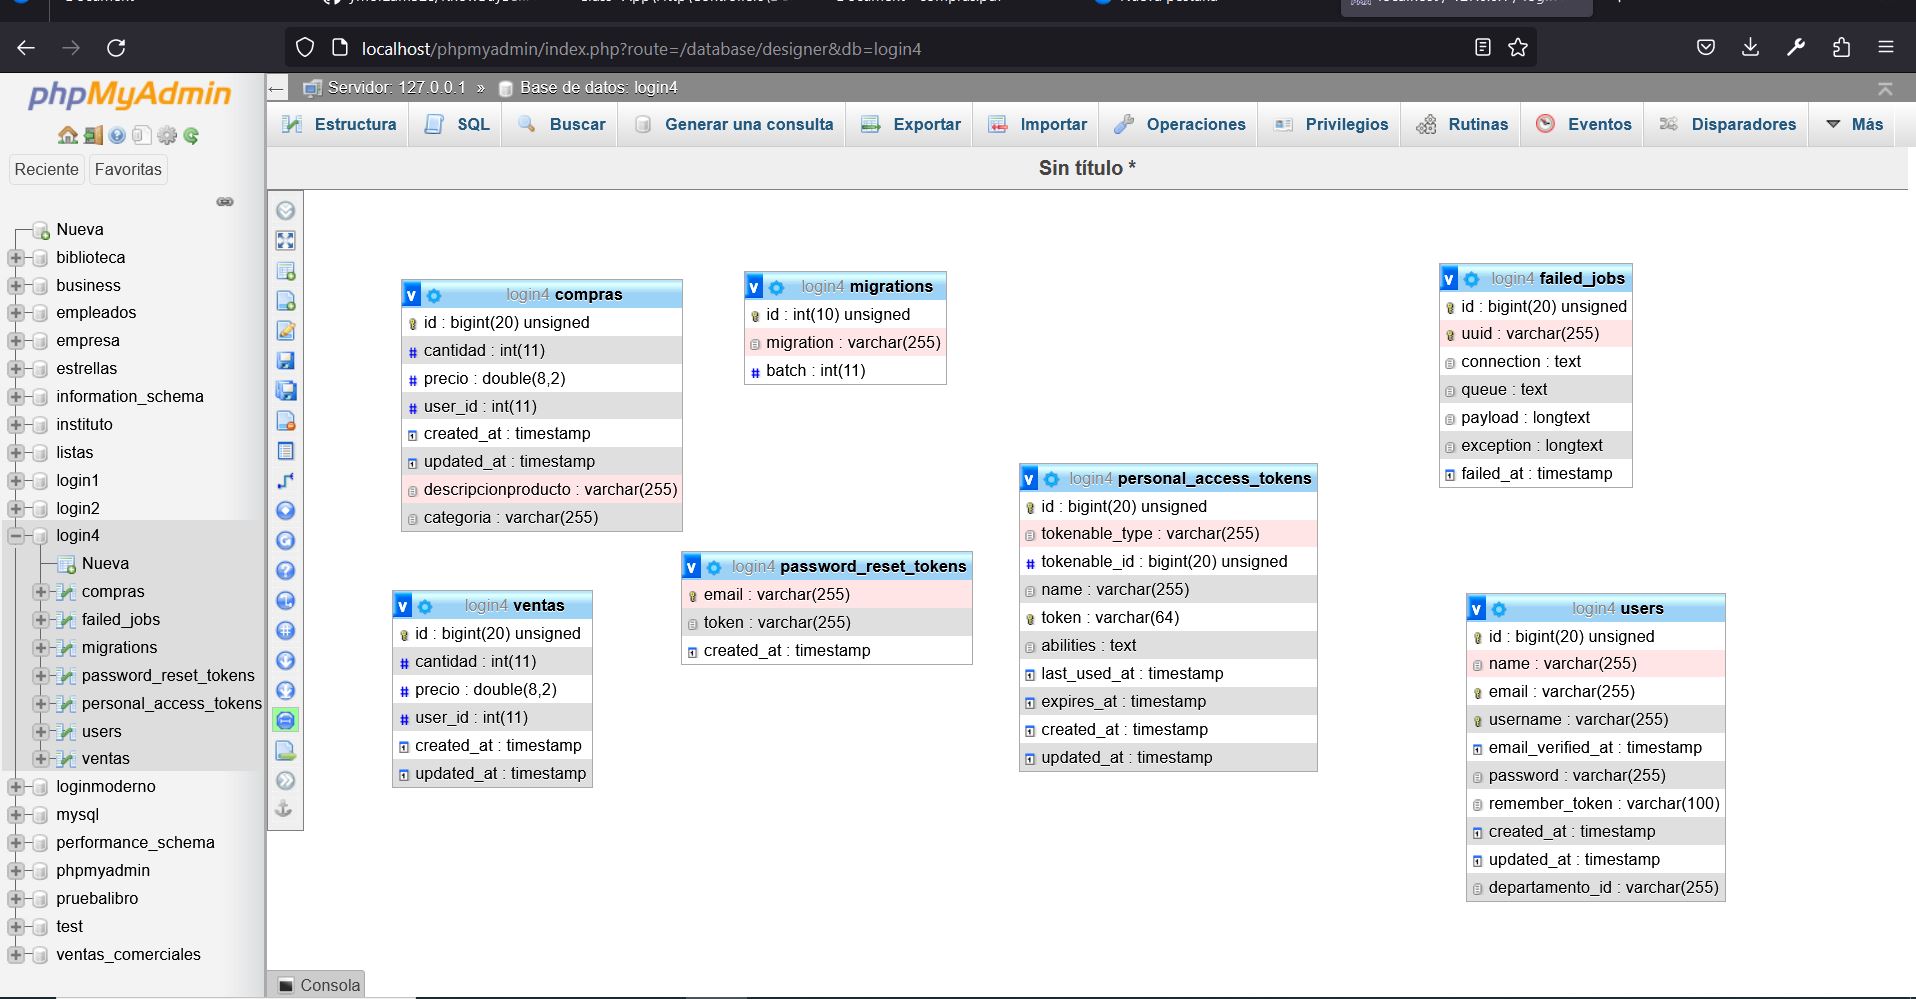 localhost/phpmyadmin/index.php?route=/database/designer&db=login4
phpMyAdmin
Reciente
Favoritas
Nueva
biblioteca
business
empleados
empresa
estrellas
information_schema
instituto
listas
login1
login2
login4
Nueva
compras
failed_jobs
migrations
password_reset_tokens
personal_access_tokens
users
ventas
loginmoderno
mysql
performance_schema
phpmyadmin
pruebalibro
test
ventas_comerciales
Servidor: 127.0.0.1 » Base de datos: login4
Estructura SQL Buscar Generar una consulta Exportar Importar Operaciones Privilegios Rutinas Eventos Disparadores Más
Sin título *
login4 compras
id : bigint(20) unsigned
cantidad : int(11)
precio : double(8,2)
user_id : int(11)
created_at : timestamp
updated_at : timestamp
descripcionproducto : varchar(255)
categoria : varchar(255)
login4 migrations
id : int(10) unsigned
migration : varchar(255)
batch : int(11)
login4 failed_jobs
id : bigint(20) unsigned
uuid : varchar(255)
connection : text
queue : text
payload : longtext
exception : longtext
failed_at : timestamp
login4 personal_access_tokens
id : bigint(20) unsigned
tokenable_type : varchar(255)
tokenable_id : bigint(20) unsigned
name : varchar(255)
token : varchar(64)
abilities : text
last_used_at : timestamp
expires_at : timestamp
created_at : timestamp
updated_at : timestamp
login4 password_reset_tokens
email : varchar(255)
token : varchar(255)
created_at : timestamp
login4 ventas
id : bigint(20) unsigned
cantidad : int(11)
precio : double(8,2)
user_id : int(11)
created_at : timestamp
updated_at : timestamp
login4 users
id : bigint(20) unsigned
name : varchar(255)
email : varchar(255)
username : varchar(255)
email_verified_at : timestamp
password : varchar(255)
remember_token : varchar(100)
created_at : timestamp
updated_at : timestamp
departamento_id : varchar(255)
Consola